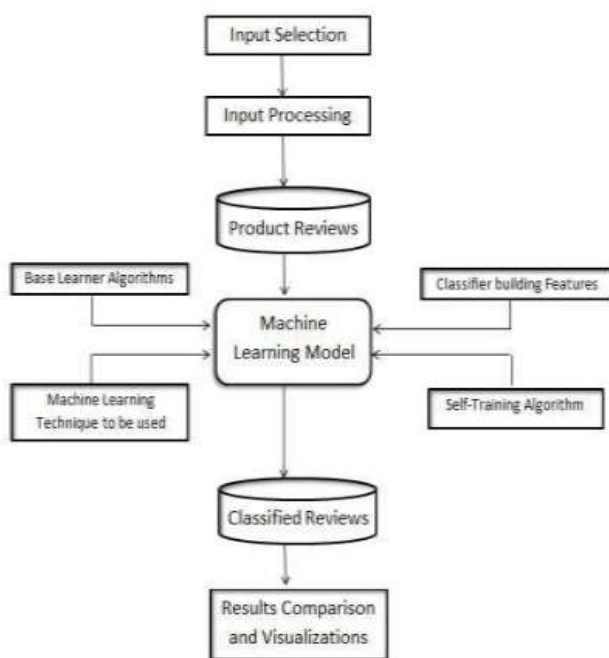 Input Selection
Input Processing
Product Reviews
Base Learner Algorithms
Classifier building Features
Machine
Learning Model
Machine Learning
Technique to be used
Self-Training Algorithm
Classified Reviews
Results Comparison
and Visualizations